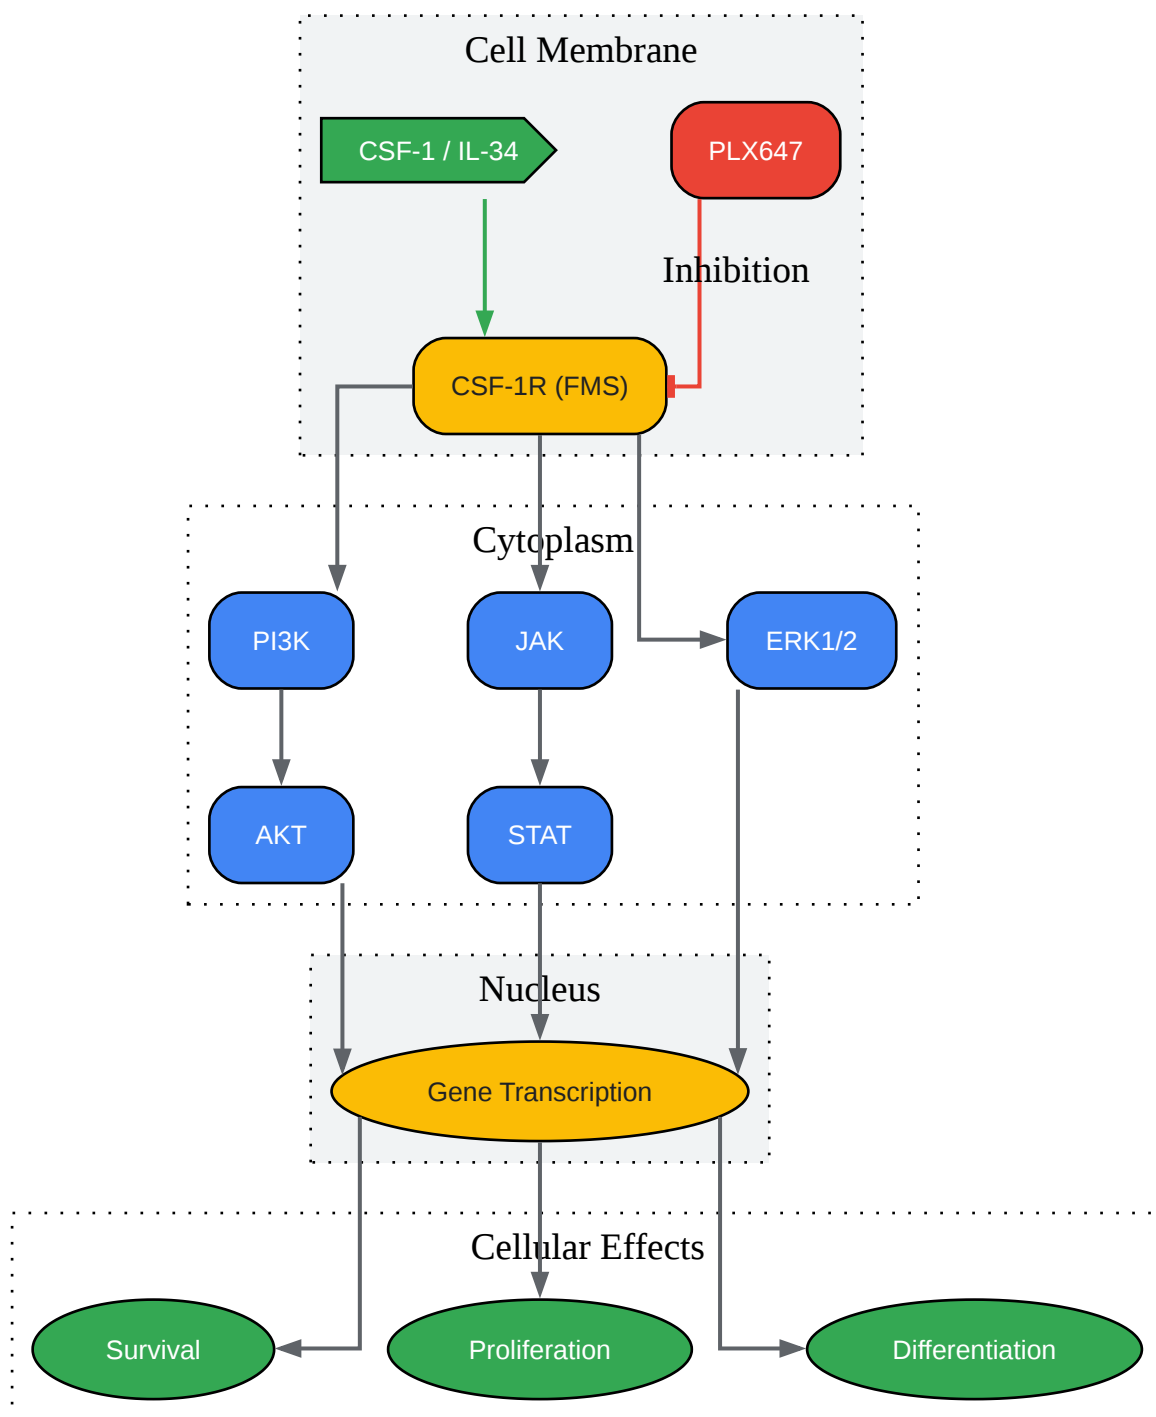 Cell Membrane
CSF-1 / IL-34
PLX647
Inhibition
CSF-1R (FMS)
Cytoplasm
PI3K
JAK
ERK1/2
AKT
STAT
Nucleus
Gene Transcription
Cellular Effects
Survival
Proliferation
Differentiation